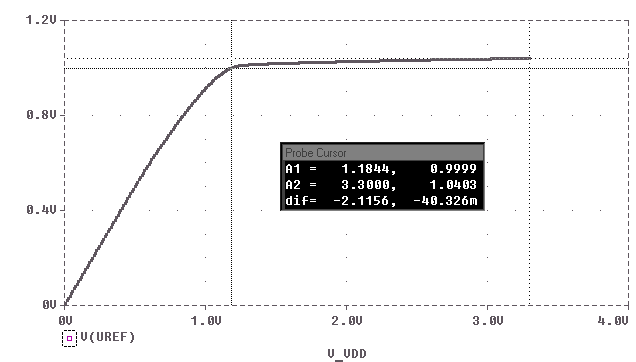 1.2V
0.8V
Probe Cursor
A1 = 1.1844, 0.9999
A2 = 3.3000, 1.0403
dif= -2.1156, -40.326m
0.4V
0V
0V 1.0V 2.0V 3.0V 4.0V
V(UREF)
V_VDD